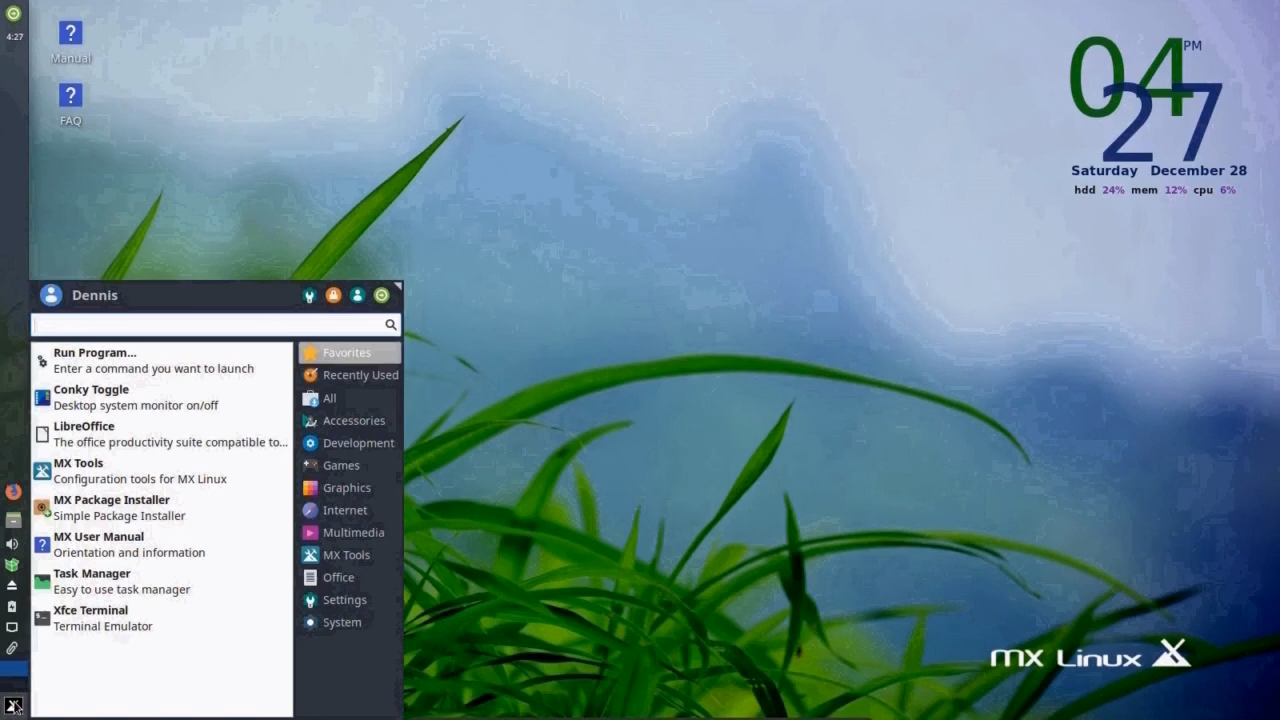 4:27
Manual
FAQ
04 PM
27
Saturday December 28
hdd 24% mem 12% cpu 6%
Dennis
Run Program...
Enter a command you want to launch
Conky Toggle
Desktop system monitor on/off
LibreOffice
The office productivity suite compatible to...
MX Tools
Configuration tools for MX Linux
MX Package Installer
Simple Package Installer
MX User Manual
Orientation and information
Task Manager
Easy to use task manager
Xfce Terminal
Terminal Emulator
Favorites
Recently Used
All
Accessories
Development
Games
Graphics
Internet
Multimedia
MX Tools
Office
Settings
System
MX Linux